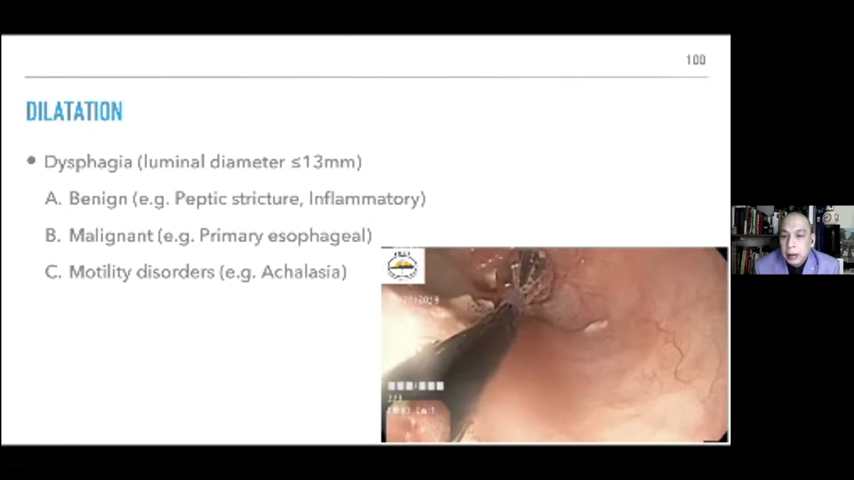 100
DILATATION
Dysphagia (luminal diameter ≤13mm)
A. Benign (e.g. Peptic stricture, Inflammatory)
B. Malignant (e.g. Primary esophageal)
C. Motility disorders (e.g. Achalasia)